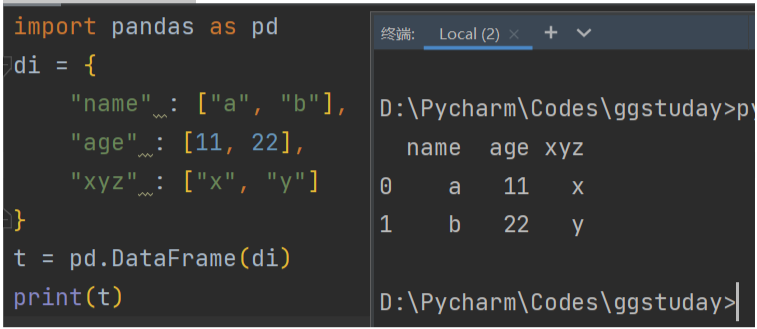 import pandas as pd
di = {
"name" : ["a", "b"],
"age" : [11, 22],
"xyz" : ["x", "y"]
}
t = pd.DataFrame(di)
print(t)
终端: Local (2) × +
D:\Pycharm\Codes\ggstuday>py
name age xyz
0 a 11 x
1 b 22 y
D:\Pycharm\Codes\ggstuday>